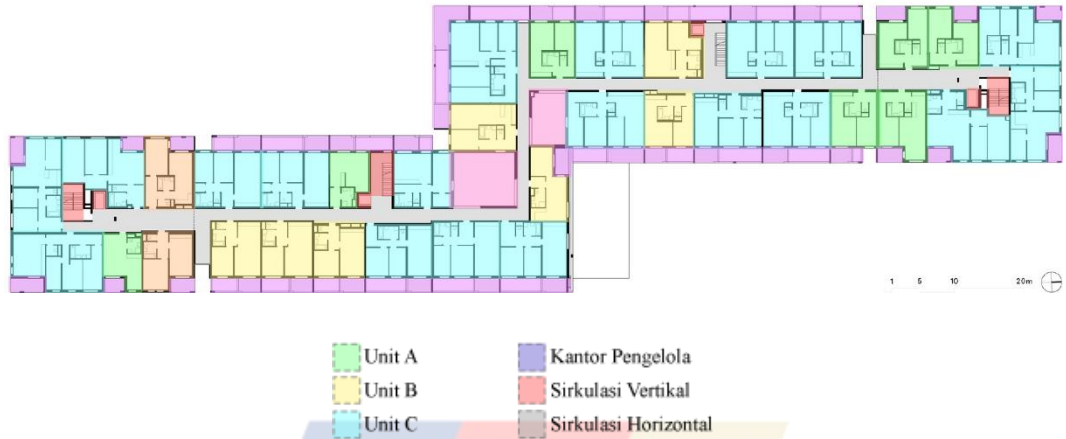 1 5 10 20m
Unit A
Kantor Pengelola
Unit B
Sirkulasi Vertikal
Unit C
Sirkulasi Horizontal